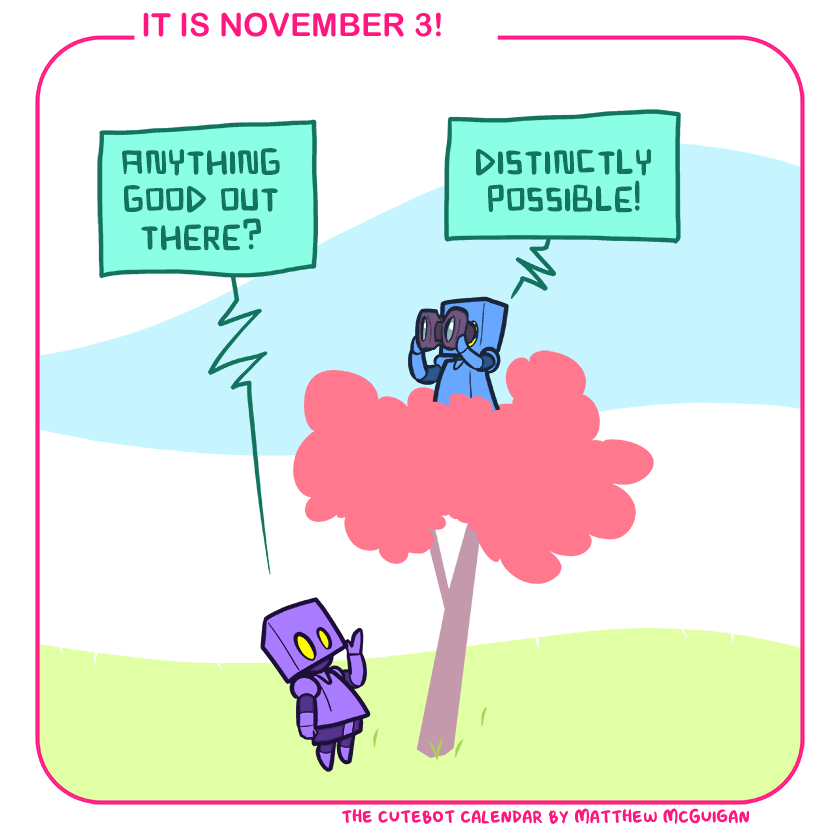 IT IS NOVEMBER 3!
ANYTHING
GOOD OUT
THERE?
DISTINCTLY
POSSIBLE!
THE CUTEBOT CALENDAR BY MATTHEW MCGUIGAN